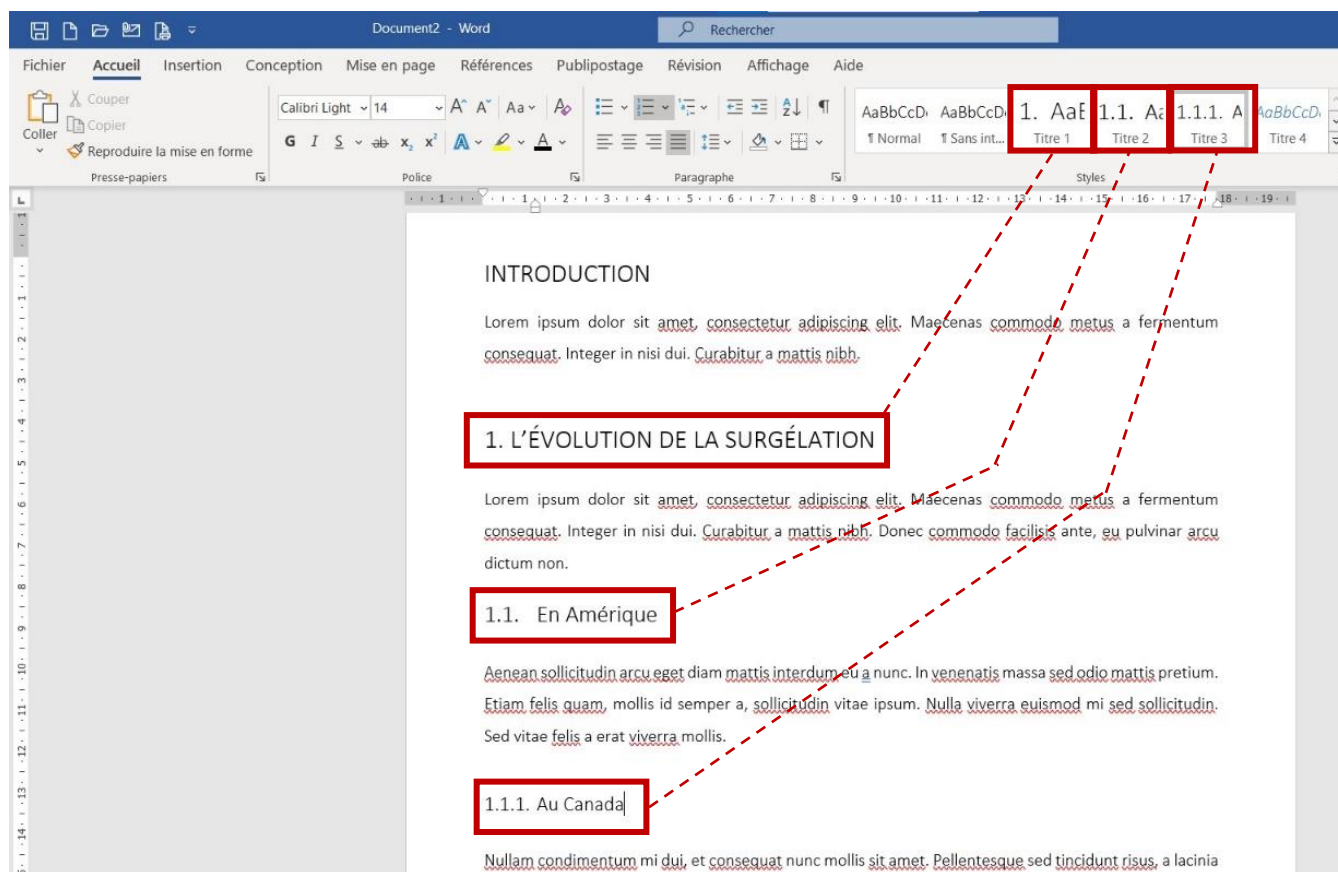 Document2 - Word
Rechercher
Fichier Accueil Insertion Conception Mise en page Références Publipostage Révision Affichage Aide
Coller
Couper
Copier
Reproduire la mise en forme
Presse-papiers
Calibri Light 14
Police
Paragraphe
AaBbCcD AaBbCcD 1. AaB 1.1. Aa 1.1.1. A AaBbCcD
¶ Normal ¶ Sans int... Titre 1 Titre 2 Titre 3 Titre 4
Styles
INTRODUCTION
Lorem ipsum dolor sit amet, consectetur adipiscing elit. Maecenas commodo metus a fermentum
consequat. Integer in nisi dui. Curabitur a mattis nibh.
1. L’ÉVOLUTION DE LA SURGÉLATION
Lorem ipsum dolor sit amet, consectetur adipiscing elit. Maecenas commodo metus a fermentum
consequat. Integer in nisi dui. Curabitur a mattis nibh. Donec commodo facilisis ante, eu pulvinar arcu
dictum non.
1.1. En Amérique
Aenean sollicitudin arcu eget diam mattis interdum eu a nunc. In venenatis massa sed odio mattis pretium.
Etiam felis quam, mollis id semper a, sollicitudin vitae ipsum. Nulla viverra euismod mi sed sollicitudin.
Sed vitae felis a erat viverra mollis.
1.1.1. Au Canada
Nullam condimentum mi dui, et consequat nunc mollis sit amet. Pellentesque sed tincidunt risus, a lacinia